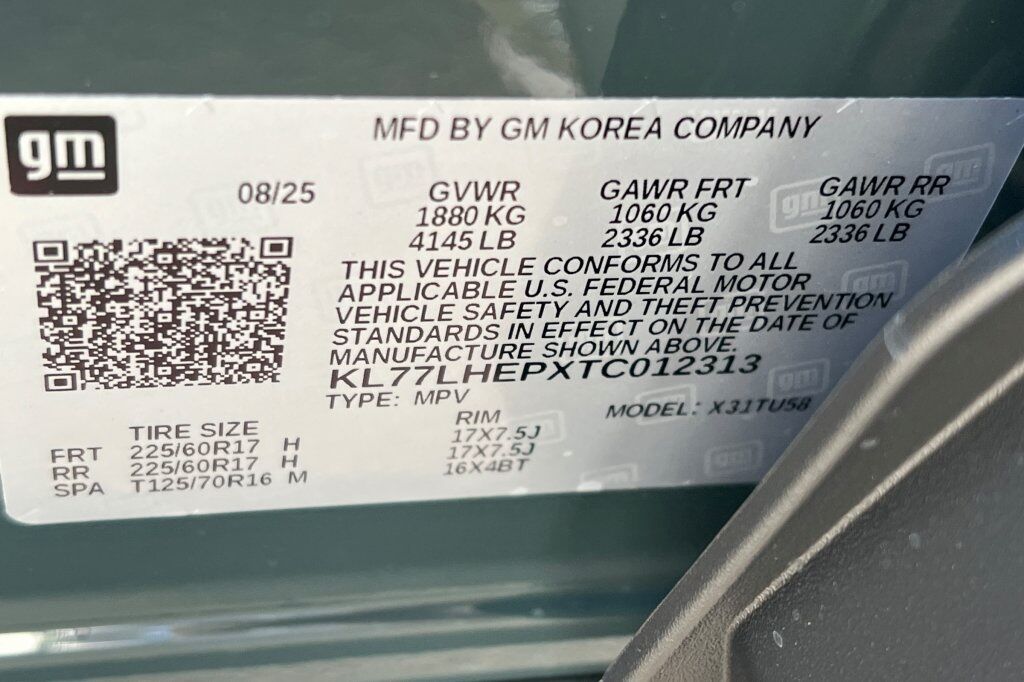 gm
MFD BY GM KOREA COMPANY
08/25 GVWR GAWR FRT GAWR RR
1880 KG 1060 KG 1060 KG
4145 LB 2336 LB 2336 LB
THIS VEHICLE CONFORMS TO ALL
APPLICABLE U.S. FEDERAL MOTOR
VEHICLE SAFETY AND THEFT PREVENTION
STANDARDS IN EFFECT ON THE DATE OF
MANUFACTURE SHOWN ABOVE.
KL77LHEPXTC012313
TYPE: MPV MODEL: X31TU58
TIRE SIZE RIM
FRT 225/60R17 H 17X7.5J
RR 225/60R17 H 17X7.5J
SPA T125/70R16 M 16X4BT